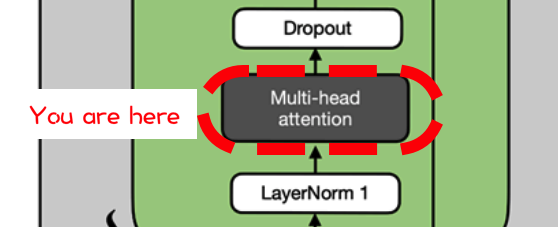 Dropout
Multi-head
attention
You are here
LayerNorm 1